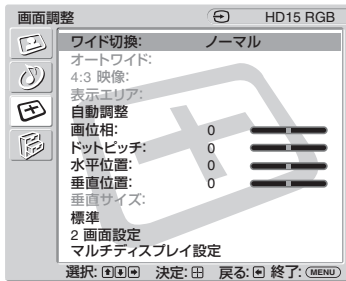 画面調整 HD15 RGB
ワイド切換: ノーマル
オートワイド:
4:3 映像:
表示エリア:
自動調整
画位相: 0
ドットピッチ: 0
水平位置: 0
垂直位置: 0
垂直サイズ:
標準
2 画面設定
マルチディスプレイ設定
選択: 決定: 戻る: 終了: MENU